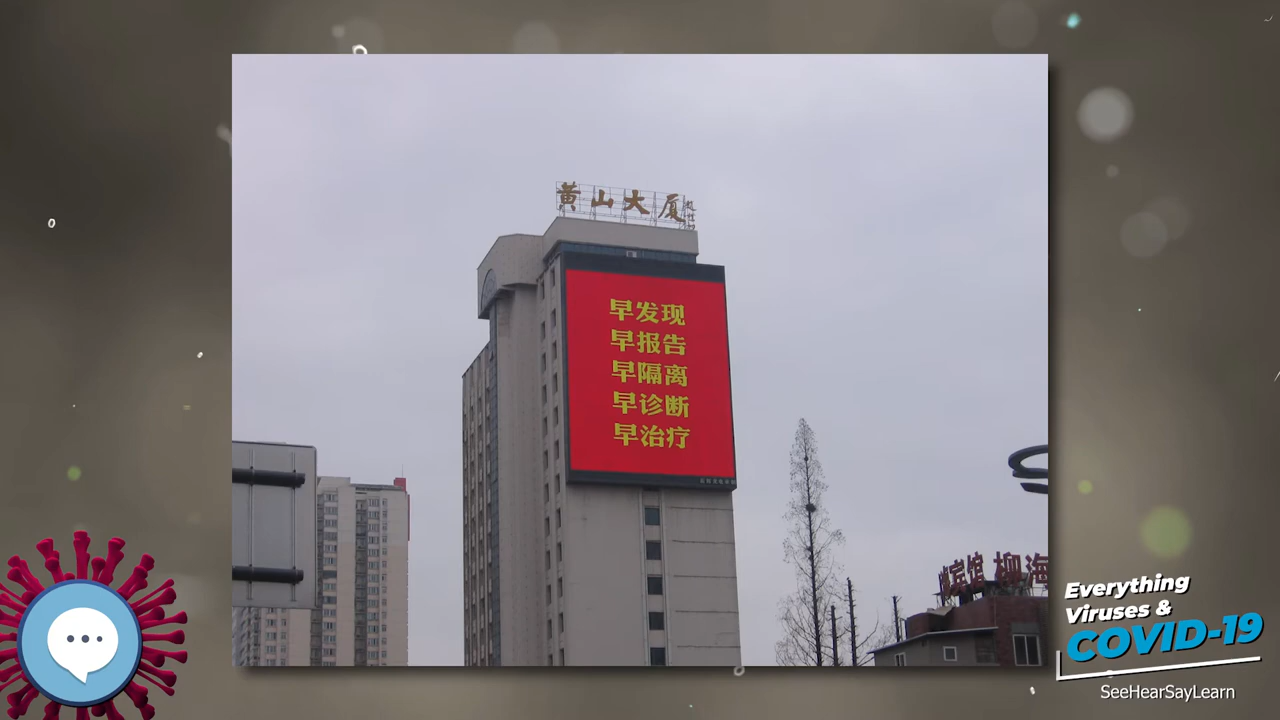 黄山大厦
早发现
早报告
早隔离
早诊断
早治疗
宾馆 柳海
Everything
Viruses &
COVID-19
SeeHearSayLearn